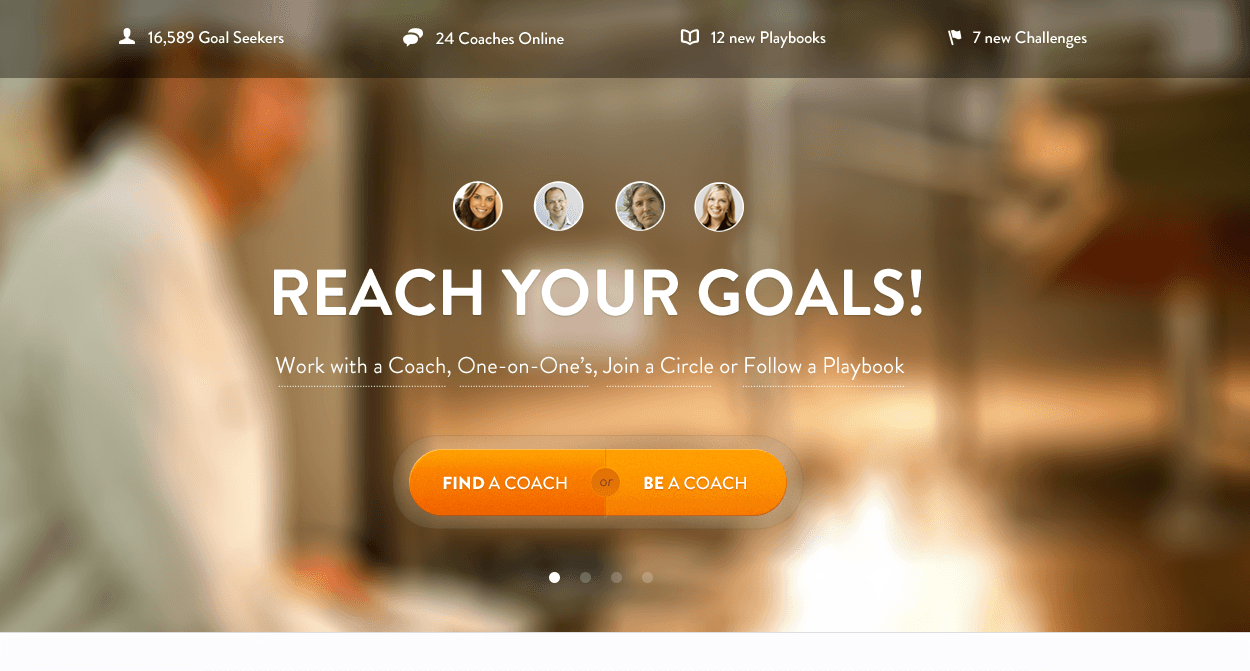 16,589 Goal Seekers
24 Coaches Online
12 new Playbooks
7 new Challenges
REACH YOUR GOALS!
Work with a Coach, One-on-One’s, Join a Circle or Follow a Playbook
FIND A COACH or BE A COACH